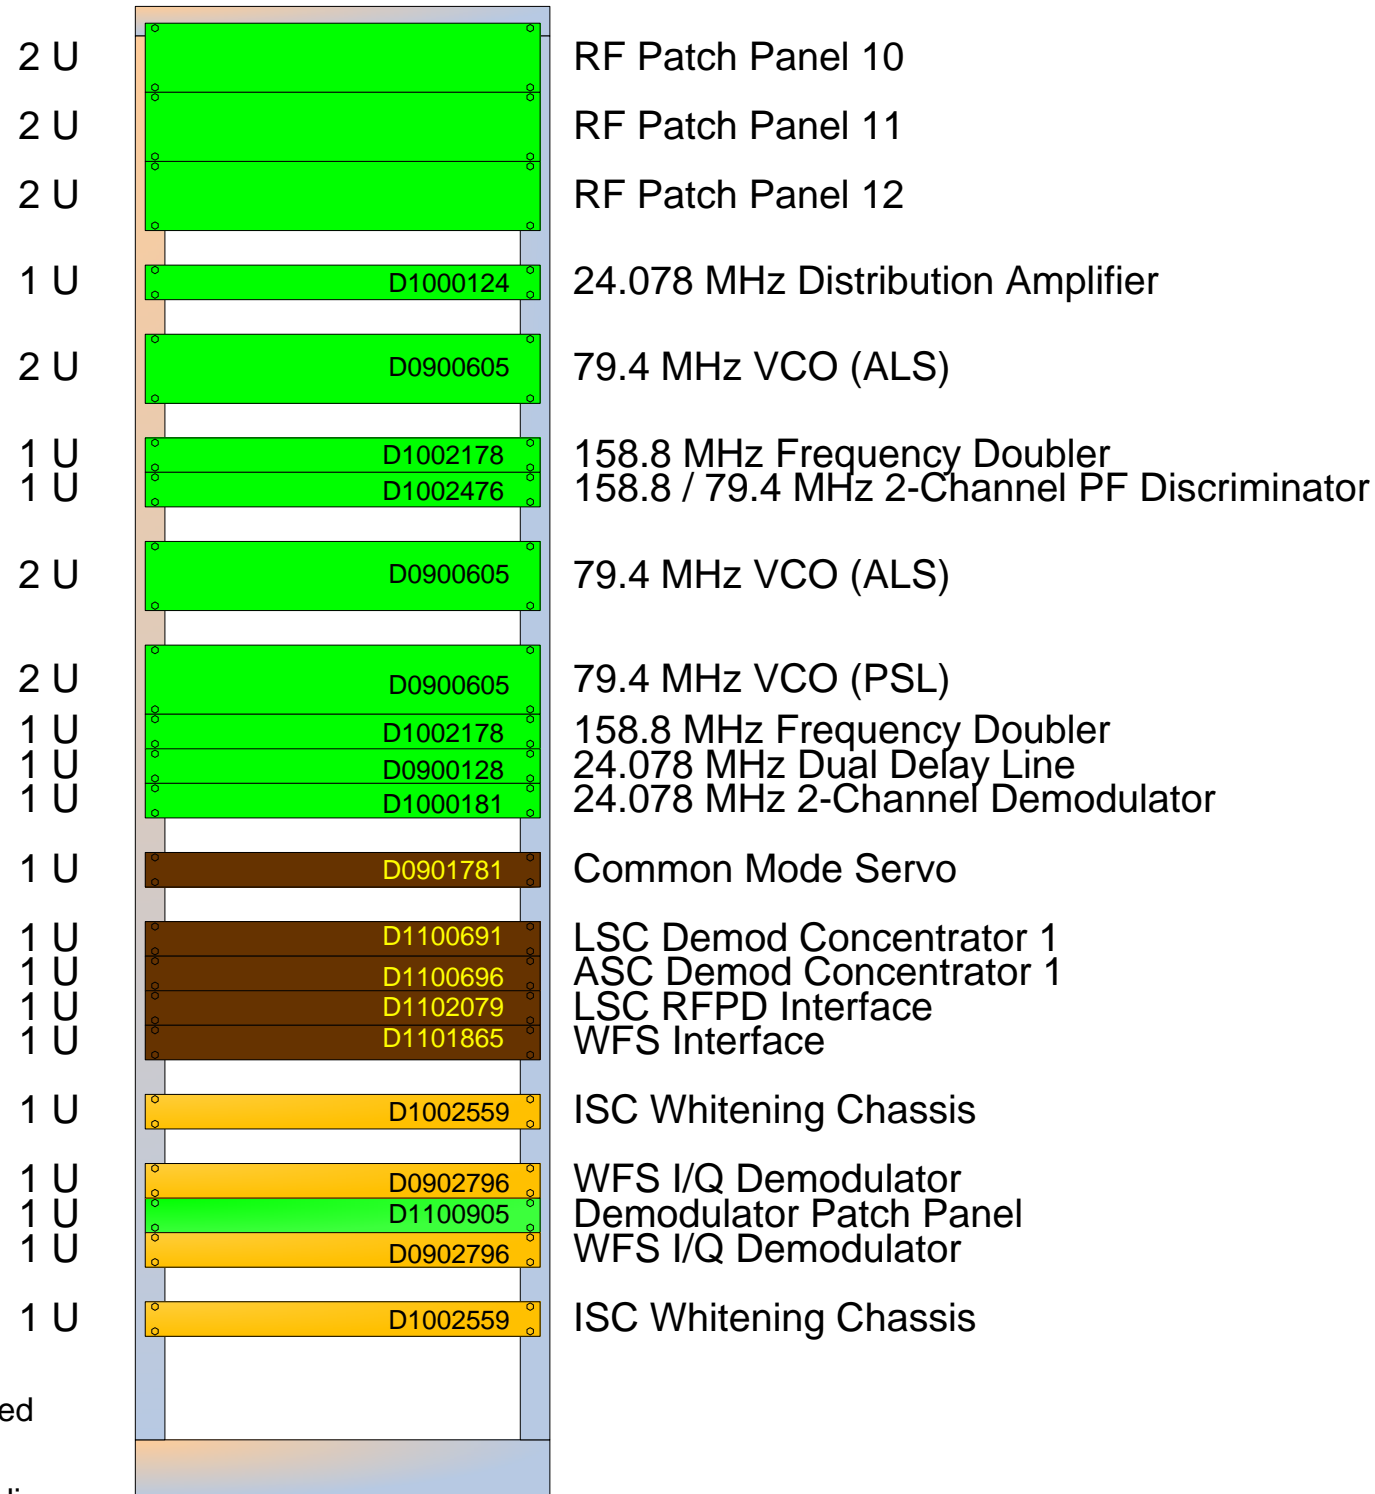 2 U RF Patch Panel 10
2 U RF Patch Panel 11
2 U RF Patch Panel 12
1 U D1000124 24.078 MHz Distribution Amplifier
2 U D0900605 79.4 MHz VCO (ALS)
1 U D1002178 158.8 MHz Frequency Doubler
1 U D1002476 158.8 / 79.4 MHz 2-Channel PF Discriminator
2 U D0900605 79.4 MHz VCO (ALS)
2 U D0900605 79.4 MHz VCO (PSL)
1 U D1002178 158.8 MHz Frequency Doubler
1 U D0900128 24.078 MHz Dual Delay Line
1 U D1000181 24.078 MHz 2-Channel Demodulator
1 U D0901781 Common Mode Servo
1 U D1100691 LSC Demod Concentrator 1
1 U D1100696 ASC Demod Concentrator 1
1 U D1102079 LSC RFPD Interface
1 U D1101865 WFS Interface
1 U D1002559 ISC Whitening Chassis
1 U D0902796 WFS I/Q Demodulator
1 U D1100905 Demodulator Patch Panel
1 U D0902796 WFS I/Q Demodulator
1 U D1002559 ISC Whitening Chassis
ed